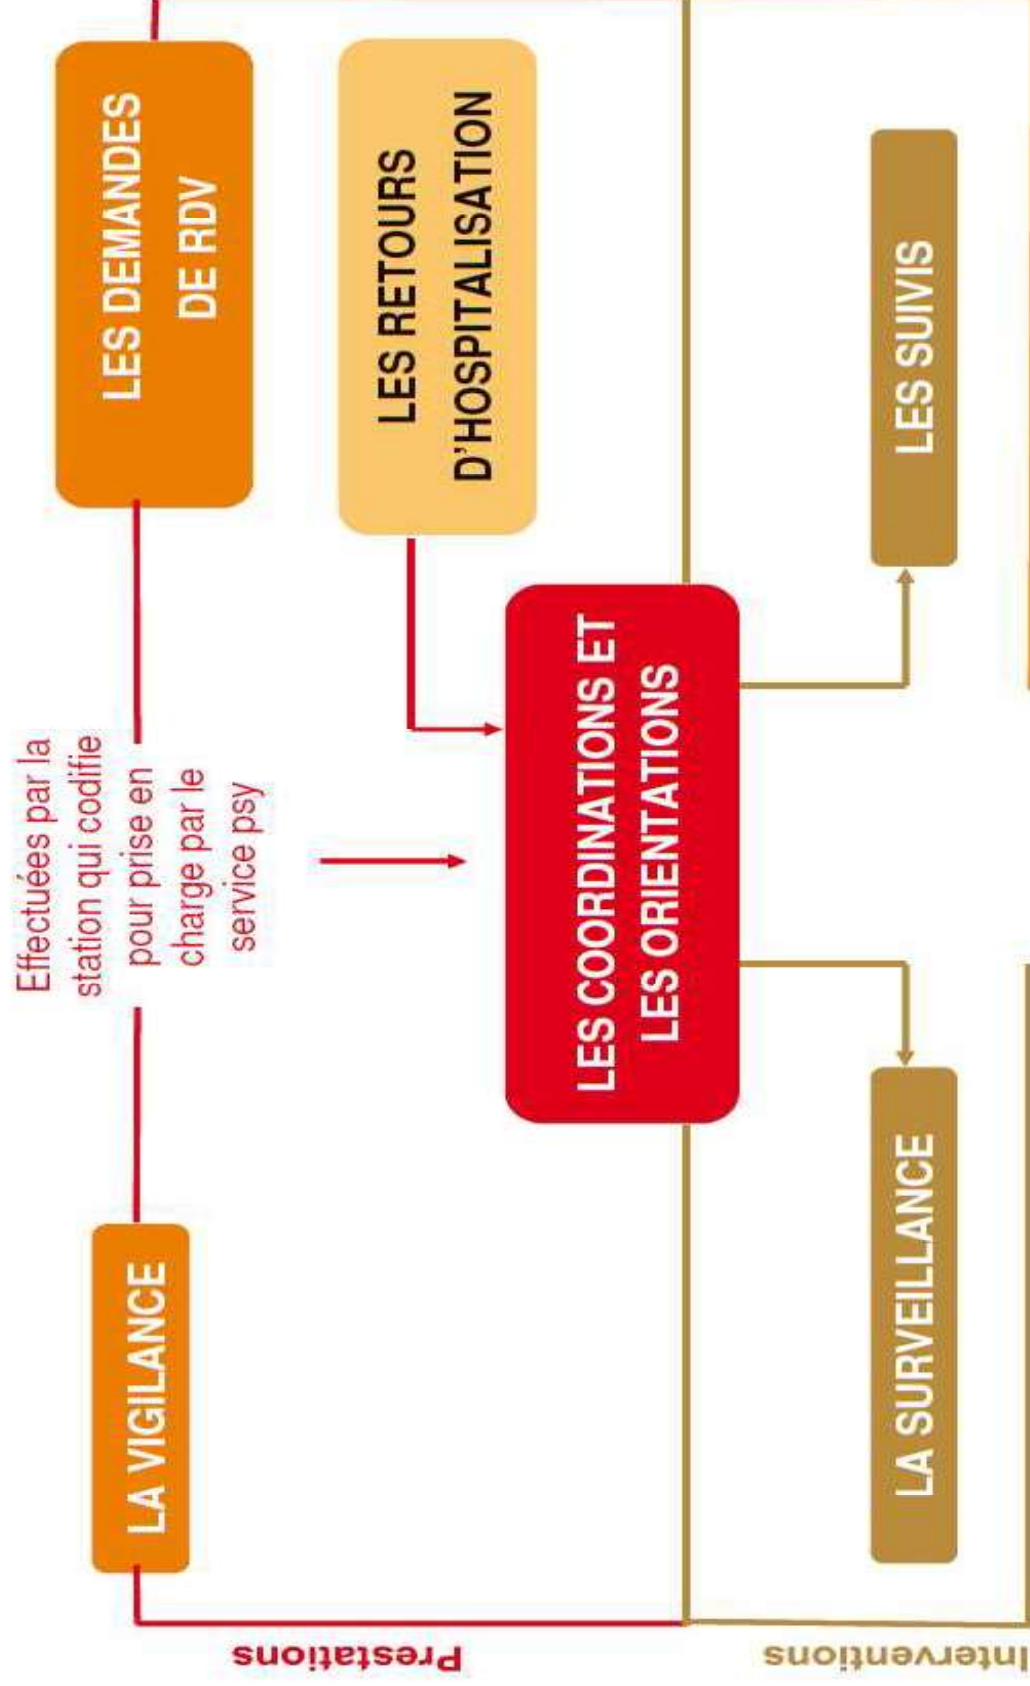 Effectuées par la
station qui codifie
pour prise en
charge par le
service psy
LA VIGILANCE
LES DEMANDES
DE RDV
LES RETOURS
D'HOSPITALISATION
LES COORDINATIONS ET
LES ORIENTATIONS
LA SURVEILLANCE
LES SUIVIS
Prestations
Interventions